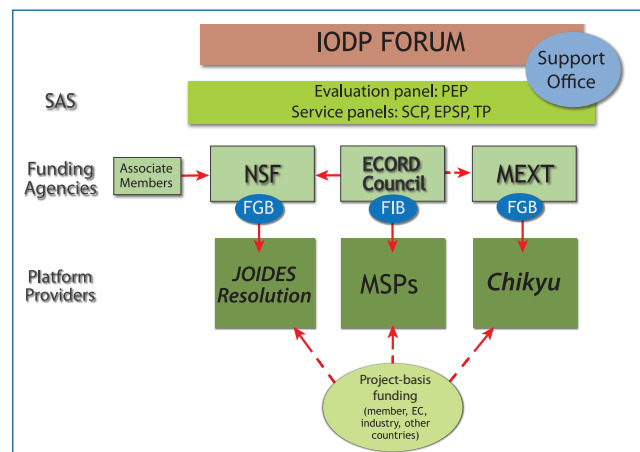 IODP FORUM
Support
Office
SAS
Evaluation panel: PEP
Service panels: SCP, EPSP, TP
Funding
Agencies
Associate
Members
NSF
ECORD
Council
MEXT
FGB
FIB
FGB
Platform
Providers
JOIDES
Resolution
MSPs
Chikyu
Project-basis
funding
(member, EC,
industry, other
countries)